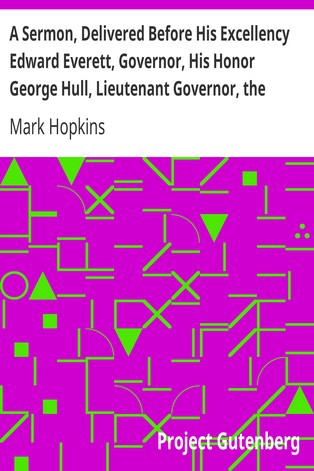 A Sermon, Delivered Before His Excellency
Edward Everett, Governor, His Honor
George Hull, Lieutenant Governor, the
Mark Hopkins
Project Gutenberg